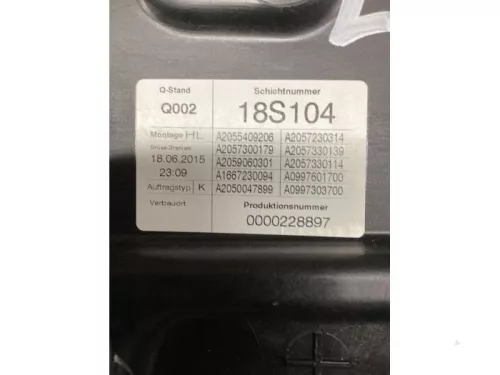 Q-Stand Schichtnummer
Q002 18S104
Montage HL A2055409206 A2057230314
A2057300179 A2057330139
18.06.2015 A2059060301 A2057330114
23:09 A1667230094 A0997601700
Auftragstyp K A2050047899 A0997303700
Verbauort Produktionsnummer
0000228897